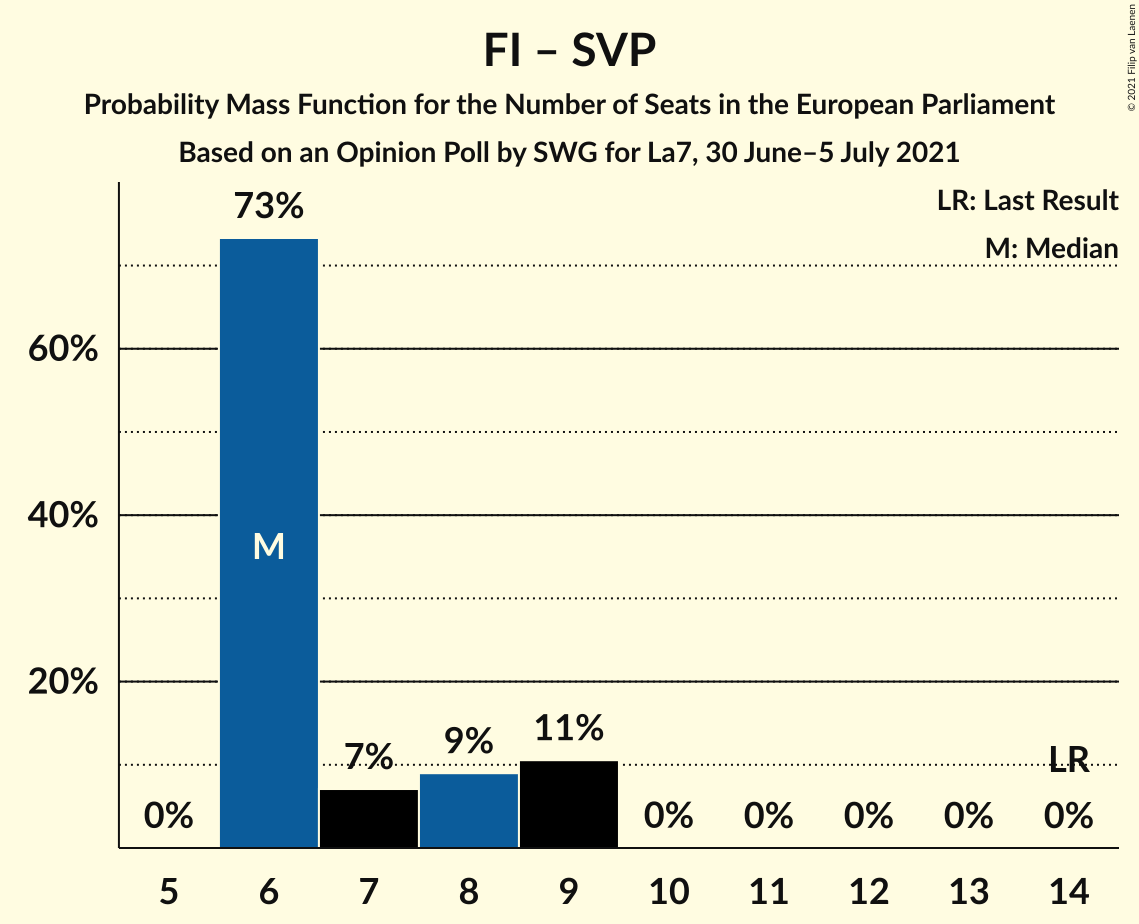 FI – SVP
Probability Mass Function for the Number of Seats in the European Parliament
Based on an Opinion Poll by SWG for La7, 30 June–5 July 2021
© 2021 Filip van Laenen
LR: Last Result
M: Median
73%
60%
40%
M
20%
11%
9%
7%
LR
0%
0%
0%
0%
0%
0%
5 6 7 8 9 10 11 12 13 14